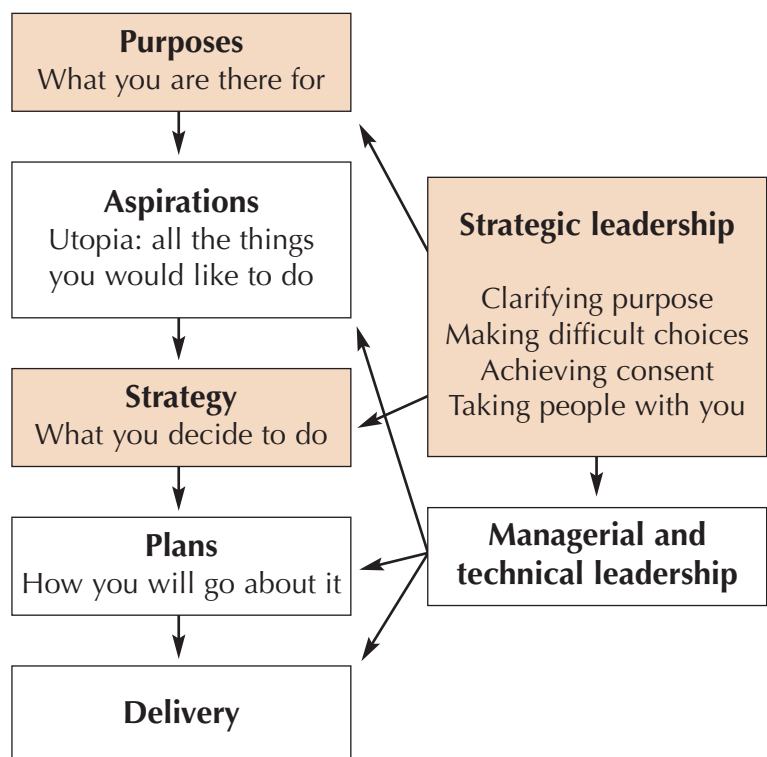 Purposes
What you are there for
Aspirations
Utopia: all the things
you would like to do
Strategy
What you decide to do
Plans
How you will go about it
Delivery
Strategic leadership
Clarifying purpose
Making difficult choices
Achieving consent
Taking people with you
Managerial and
technical leadership